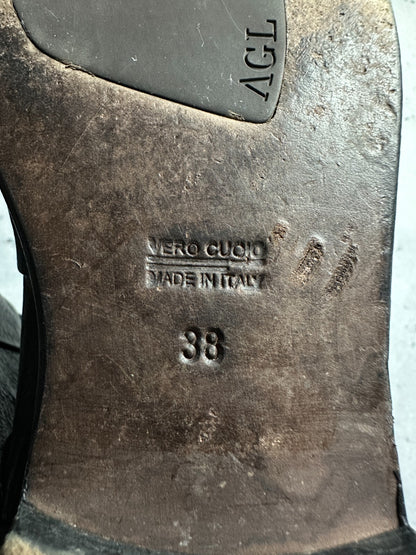 AGL
VERO CUOIO
MADE IN ITALY
38